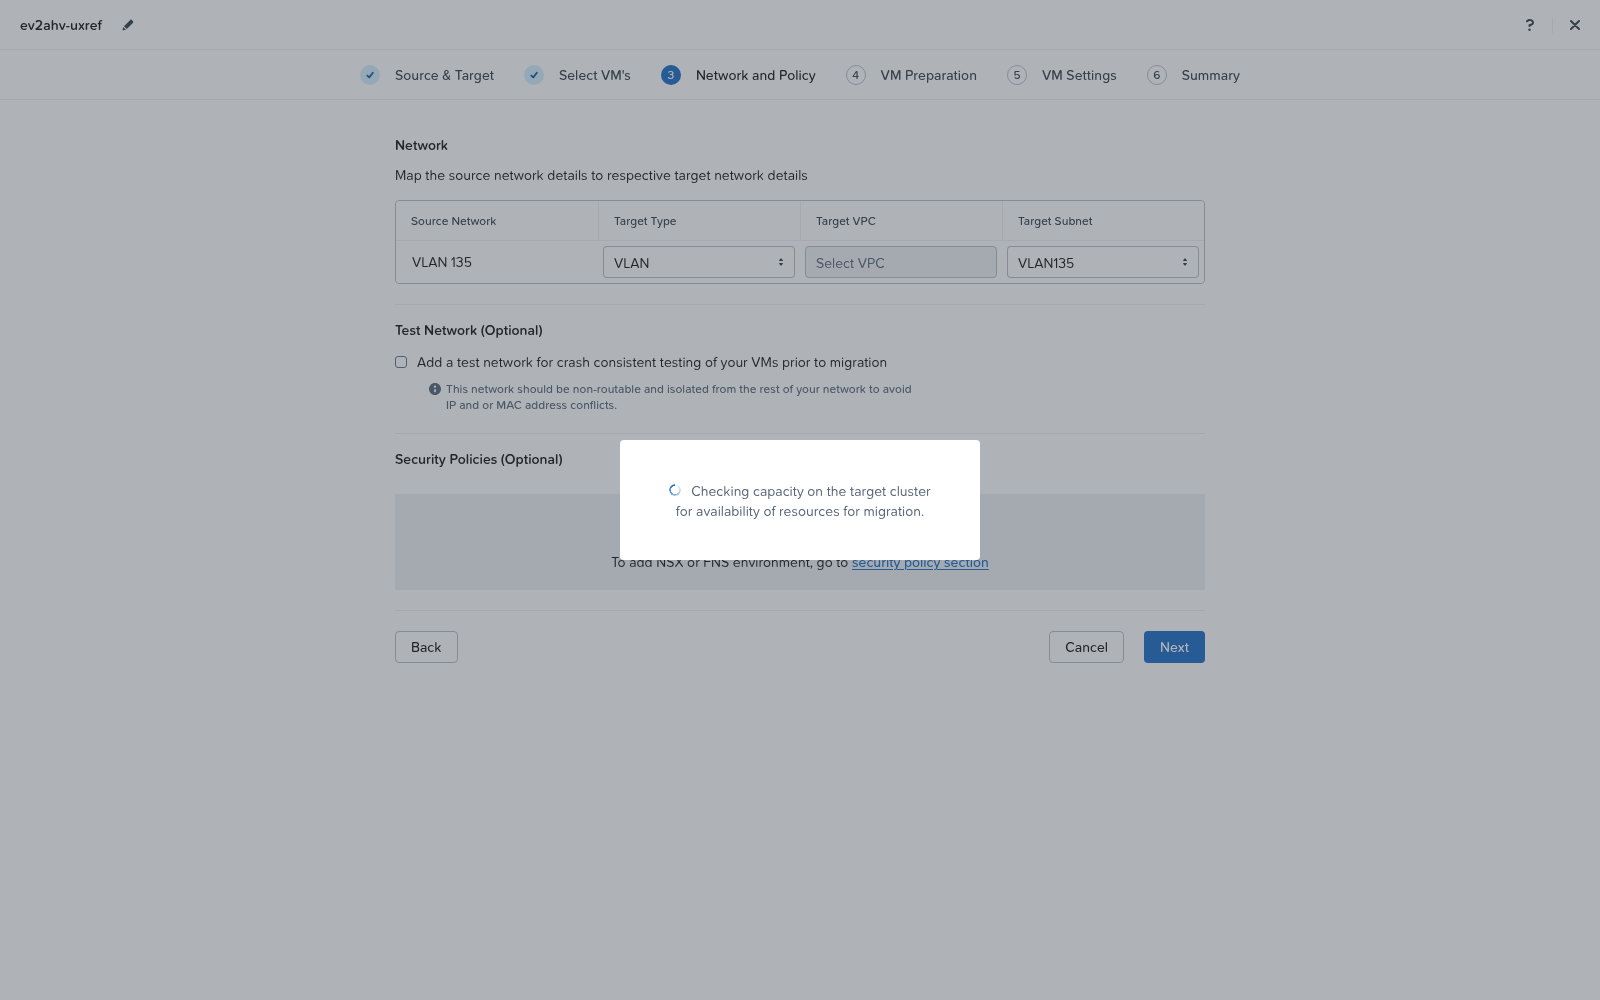 ev2ahv-uxref
?
Source & Target
Select VM's
3 Network and Policy
4 VM Preparation
5 VM Settings
6 Summary
Network
Map the source network details to respective target network details
Source Network Target Type Target VPC Target Subnet
VLAN 135 VLAN Select VPC VLAN135
Test Network (Optional)
Add a test network for crash consistent testing of your VMs prior to migration
This network should be non-routable and isolated from the rest of your network to avoid
IP and or MAC address conflicts.
Security Policies (Optional)
Checking capacity on the target cluster
for availability of resources for migration.
To add NSX or FNS environment, go to security policy section
Back Cancel Next